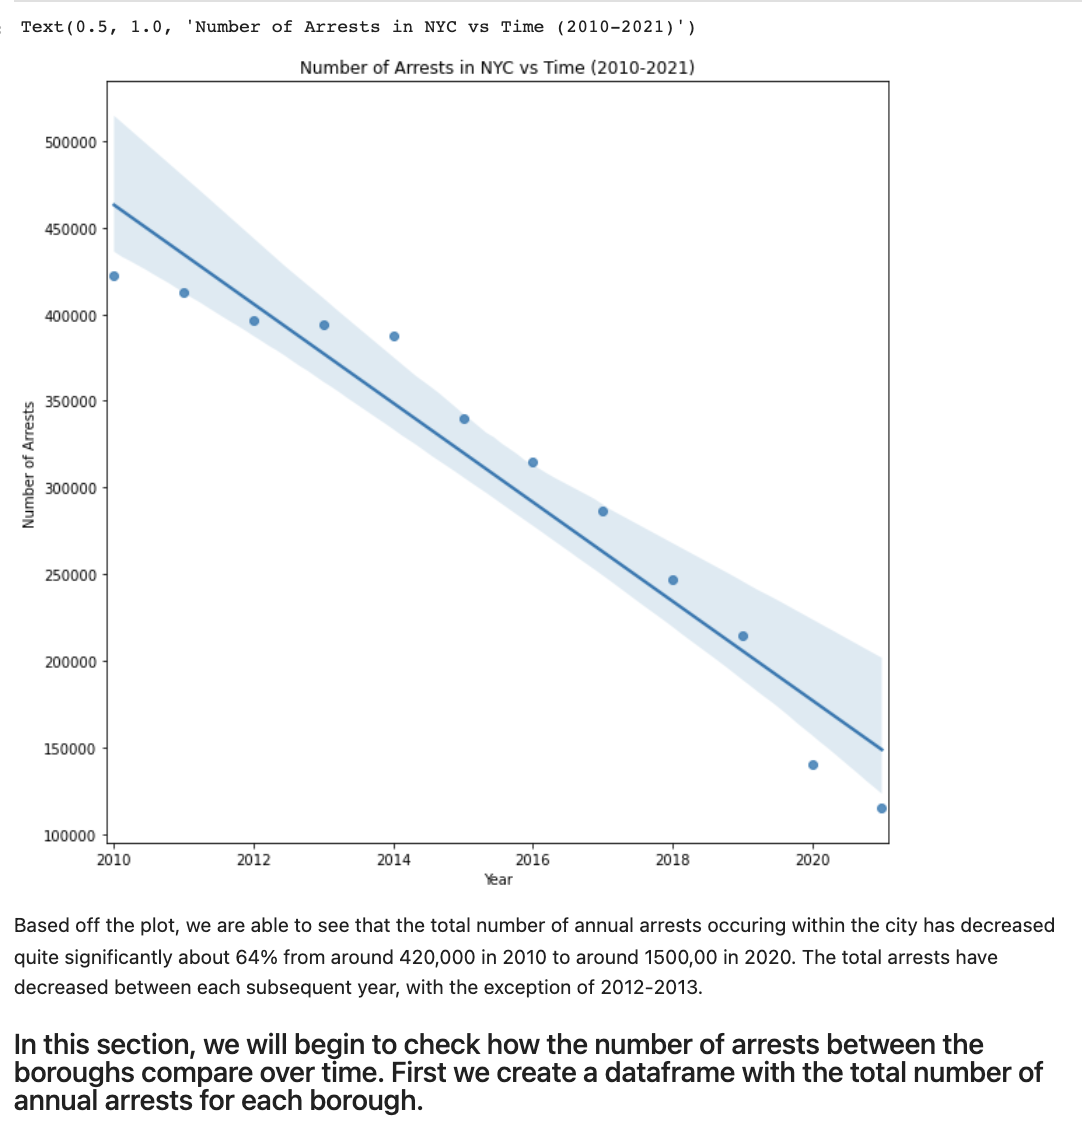 Text(0.5, 1.0, 'Number of Arrests in NYC vs Time (2010-2021)')
Number of Arrests in NYC vs Time (2010-2021)
500000
450000
400000
350000
300000
250000
200000
150000
100000
Number of Arrests
2010
2012
2014
2016
2018
2020
Year
Based off the plot, we are able to see that the total number of annual arrests occuring within the city has decreased
quite significantly about 64% from around 420,000 in 2010 to around 1500,00 in 2020. The total arrests have
decreased between each subsequent year, with the exception of 2012-2013.
In this section, we will begin to check how the number of arrests between the
boroughs compare over time. First we create a dataframe with the total number of
annual arrests for each borough.